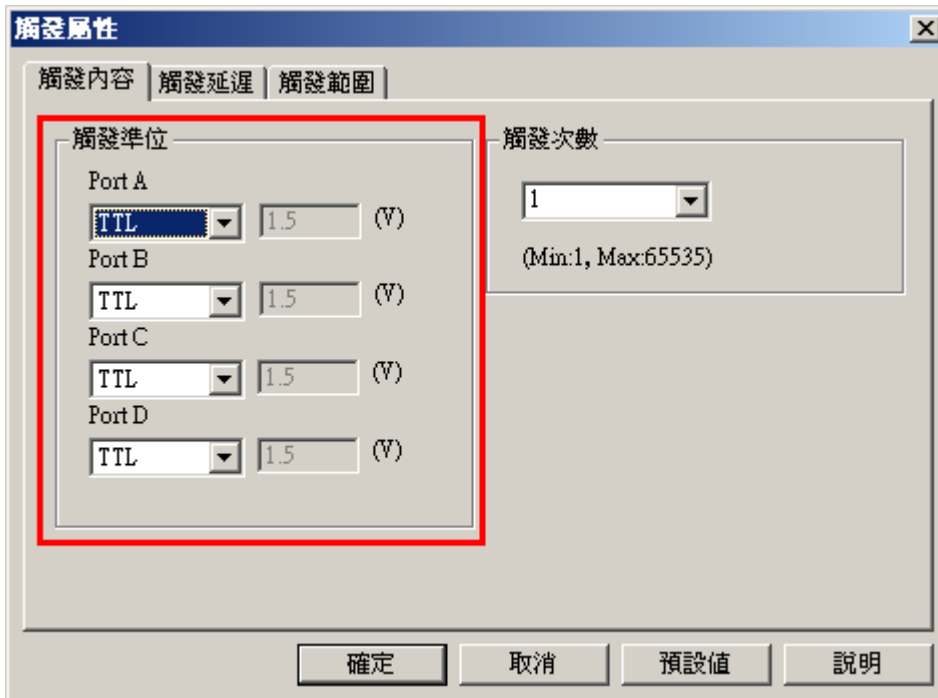 觸發屬性
觸發內容 觸發延遲 觸發範圍
觸發準位
Port A
TTL 1.5 (V)
Port B
TTL 1.5 (V)
Port C
TTL 1.5 (V)
Port D
TTL 1.5 (V)
觸發次數
1
(Min:1, Max:65535)
確定 取消 預設值 說明